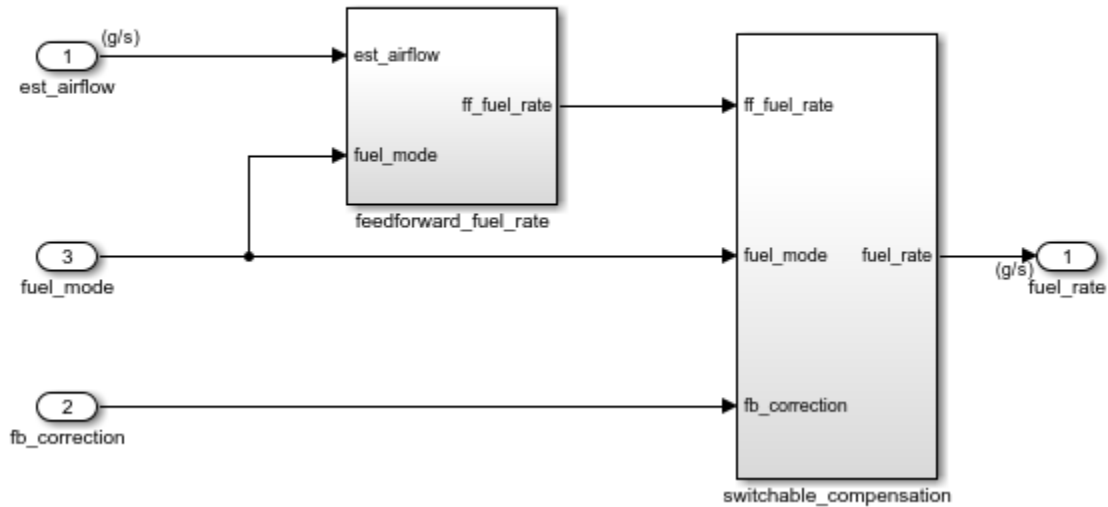 1
(g/s)
est_airflow
est_airflow
ff_fuel_rate
fuel_mode
feedforward_fuel_rate
3
fuel_mode
2
fb_correction
ff_fuel_rate
fuel_mode
fuel_rate
fb_correction
switchable_compensation
(g/s)
1
fuel_rate